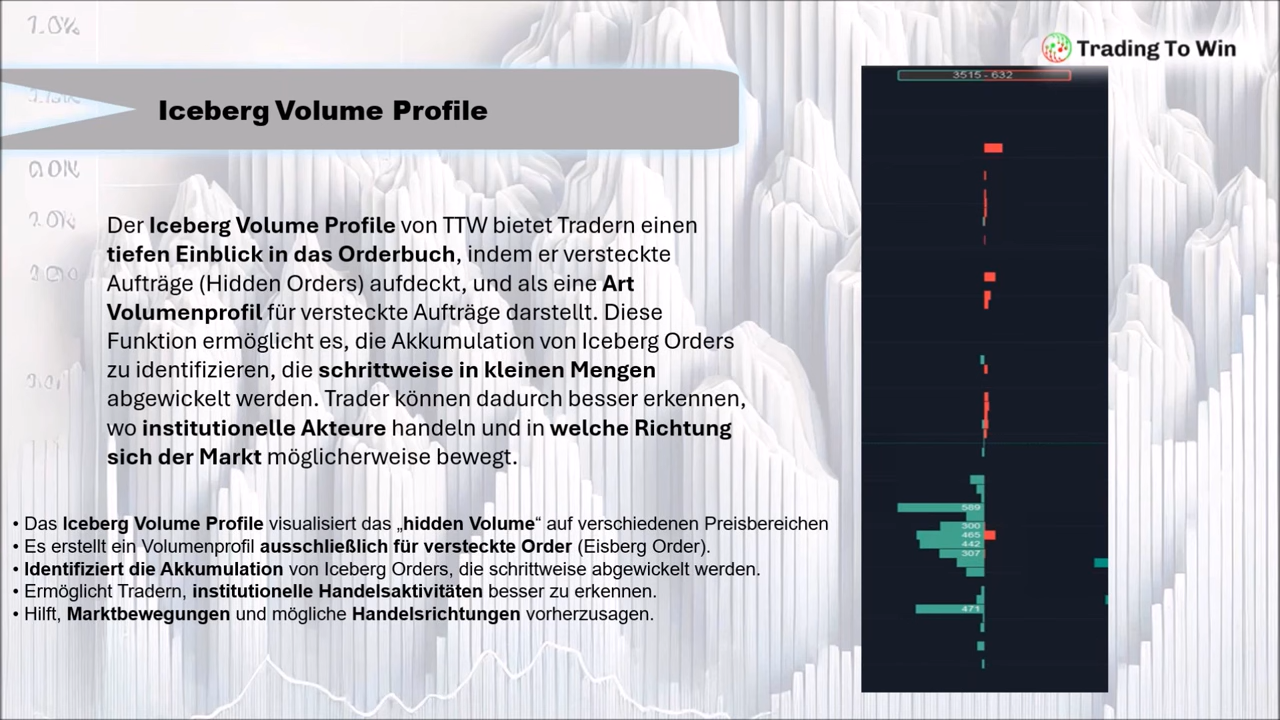 1.0%
Trading To Win
Iceberg Volume Profile
Der Iceberg Volume Profile von TTW bietet Tradern einen
tiefen Einblick in das Orderbuch, indem er versteckte
Aufträge (Hidden Orders) aufdeckt, und als eine Art
Volumenprofil für versteckte Aufträge darstellt. Diese
Funktion ermöglicht es, die Akkumulation von Iceberg Orders
zu identifizieren, die schrittweise in kleinen Mengen
abgewickelt werden. Trader können dadurch besser erkennen,
wo institutionelle Akteure handeln und in welche Richtung
sich der Markt möglicherweise bewegt.
• Das Iceberg Volume Profile visualisiert das „hidden Volume“ auf verschiedenen Preisbereichen
• Es erstellt ein Volumenprofil ausschließlich für versteckte Order (Eisberg Order).
• Identifiziert die Akkumulation von Iceberg Orders, die schrittweise abgewickelt werden.
• Ermöglicht Tradern, institutionelle Handelsaktivitäten besser zu erkennen.
• Hilft, Marktbewegungen und mögliche Handelsrichtungen vorherzusagen.
3515 - 632
589
300
465
442
307
471